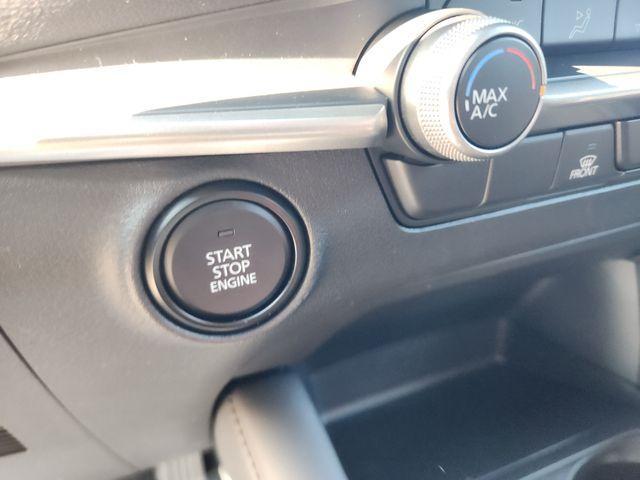 MAX
A/C
FRONT
START
STOP
ENGINE